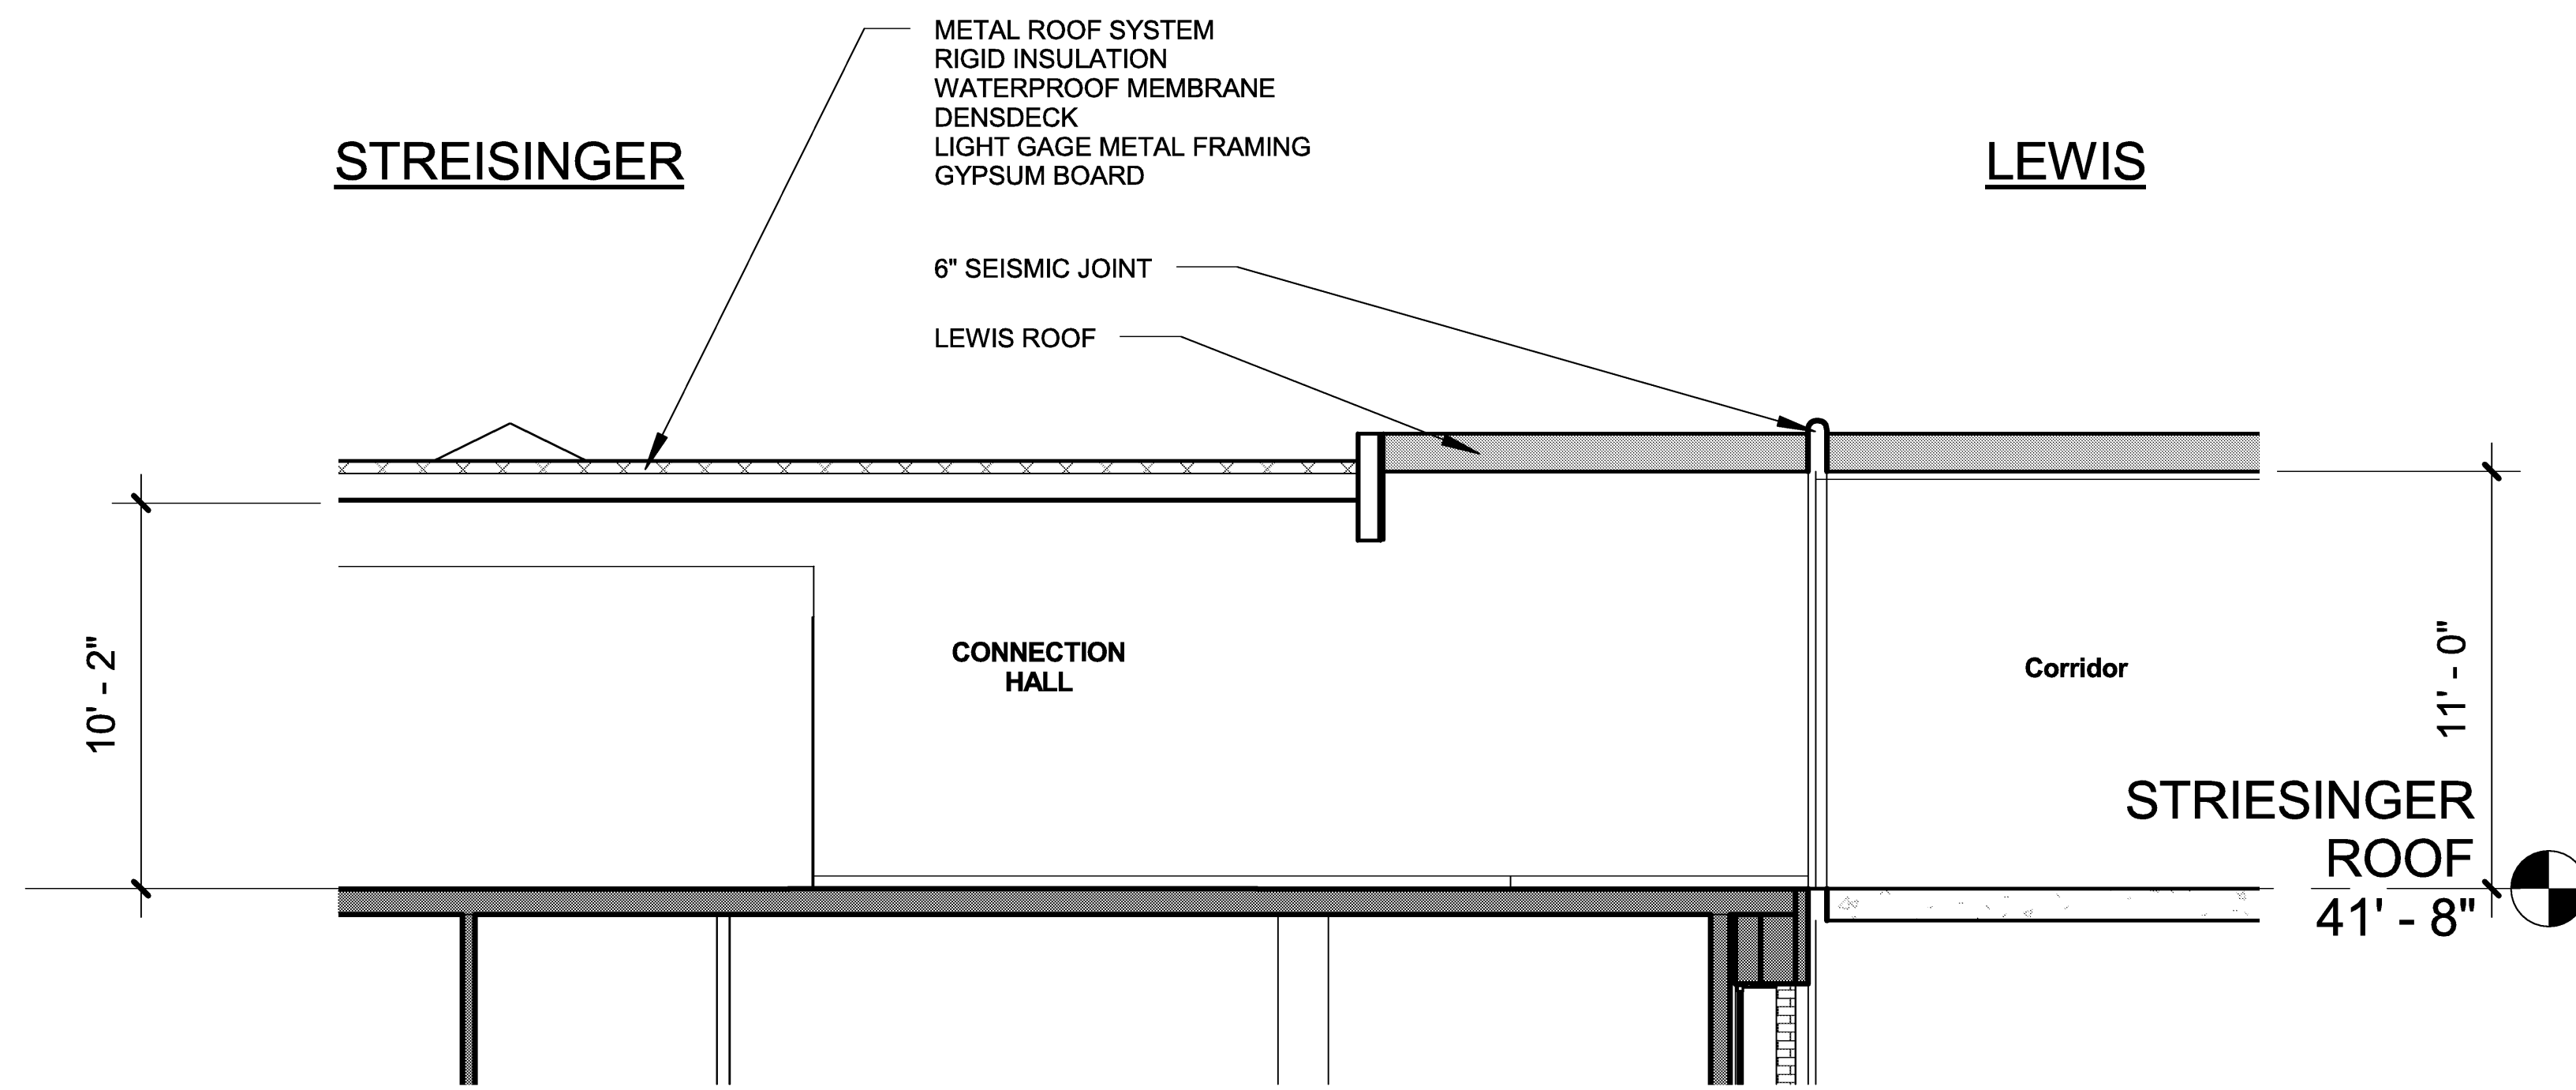 METAL ROOF SYSTEM
RIGID INSULATION
WATERPROOF MEMBRANE
DENSDECK
LIGHT GAGE METAL FRAMING
GYPSUM BOARD
STREISINGER
LEWIS
6" SEISMIC JOINT
LEWIS ROOF
CONNECTION
HALL
Corridor
10' - 2"
11' - 0"
STRIESINGER
ROOF
41' - 8"